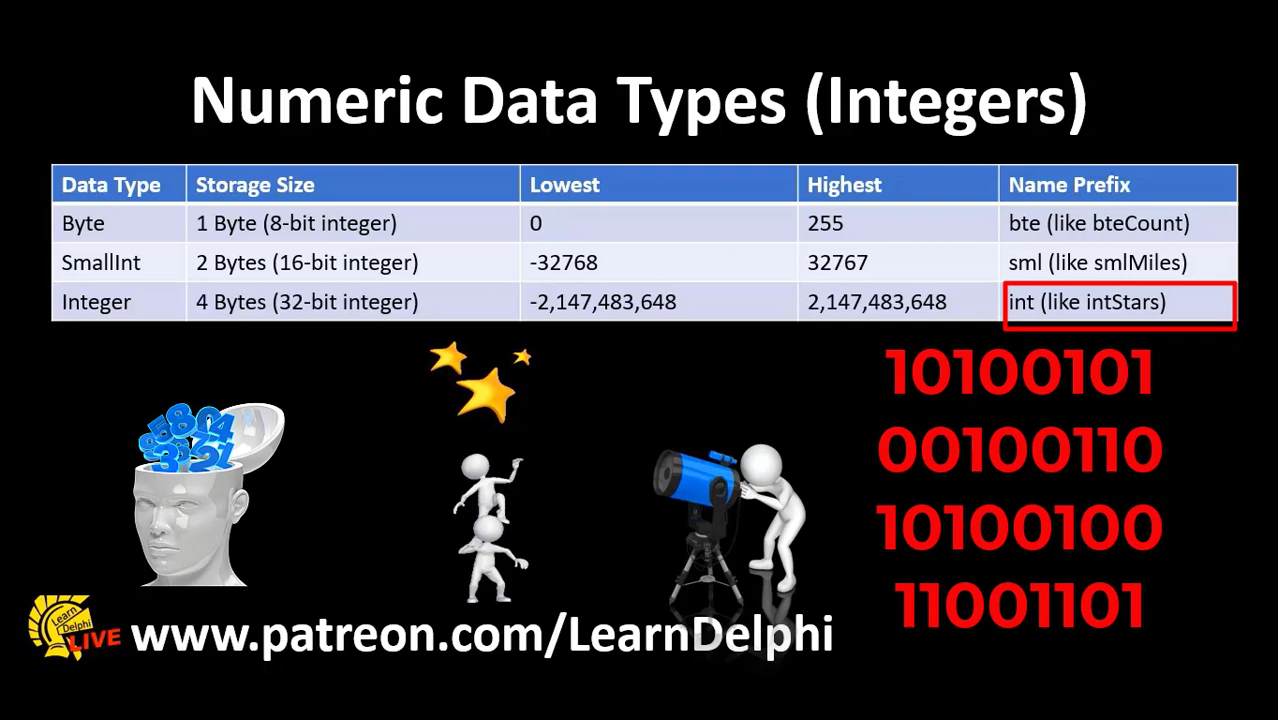 Numeric Data Types (Integers)
Data Type Storage Size Lowest Highest Name Prefix
Byte 1 Byte (8-bit integer) 0 255 bte (like bteCount)
SmallInt 2 Bytes (16-bit integer) -32768 32767 sml (like smlMiles)
Integer 4 Bytes (32-bit integer) -2,147,483,648 2,147,483,648 int (like intStars)
10100101
00100110
10100100
11001101
Learn
Delphi
LIVE
www.patreon.com/LearnDelphi